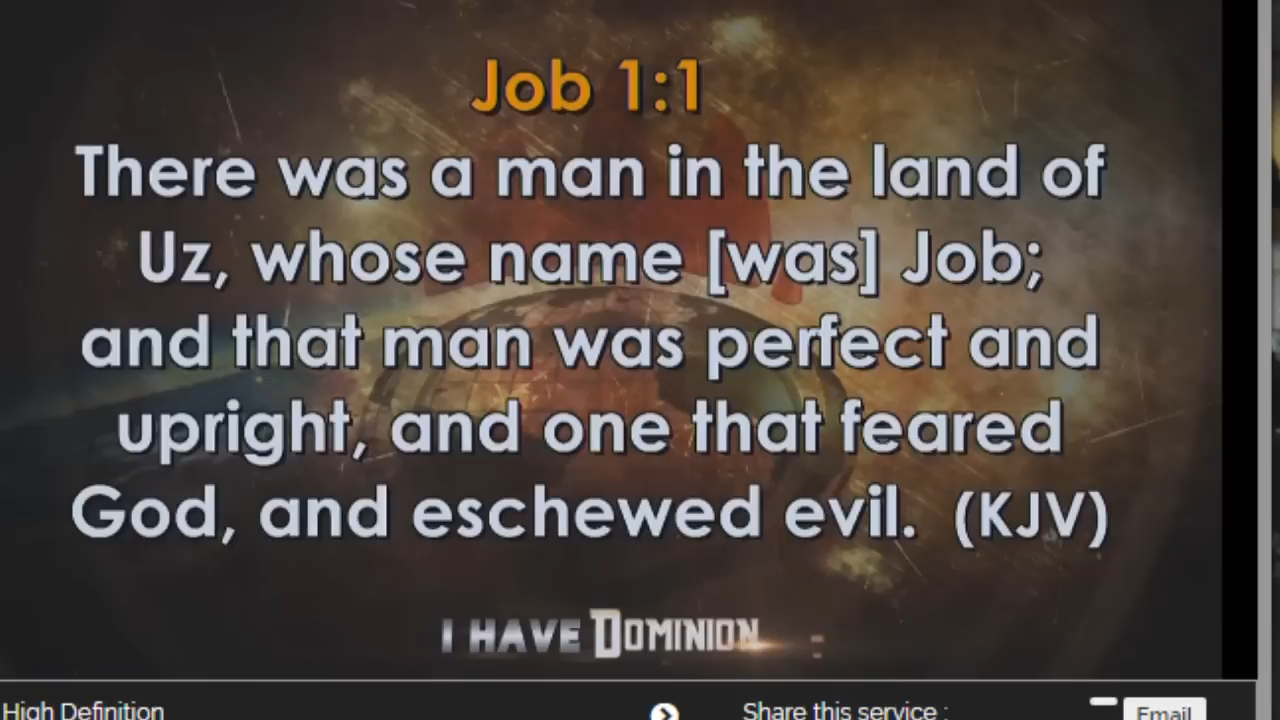 Job 1:1
There was a man in the land of
Uz, whose name [was] Job;
and that man was perfect and
upright, and one that feared
God, and eschewed evil. (KJV)
I HAVE DOMINION
High Definition
Share this service :
Email